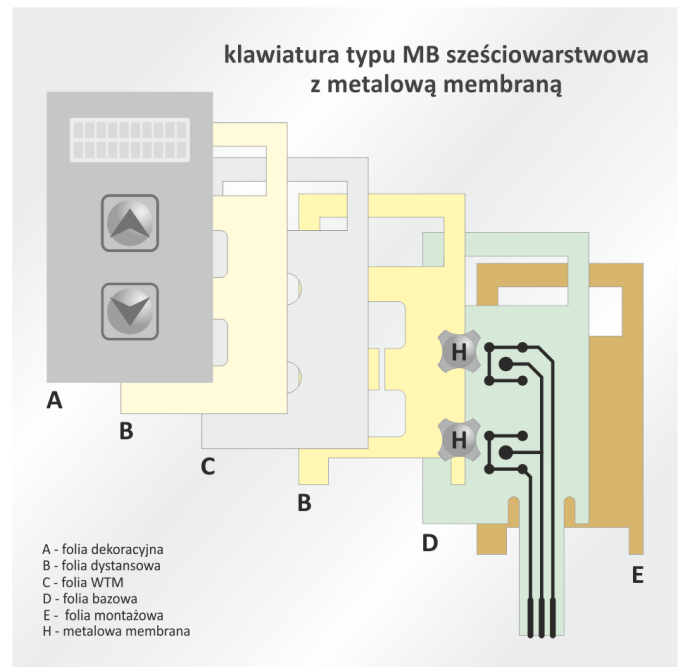 klawiatura typu MB sześciowarstwowa
z metalową membraną
A
B
C
B
H
H
D
E
A - folia dekoracyjna
B - folia dystansowa
C - folia WTM
D - folia bazowa
E - folia montażowa
H - metalowa membrana